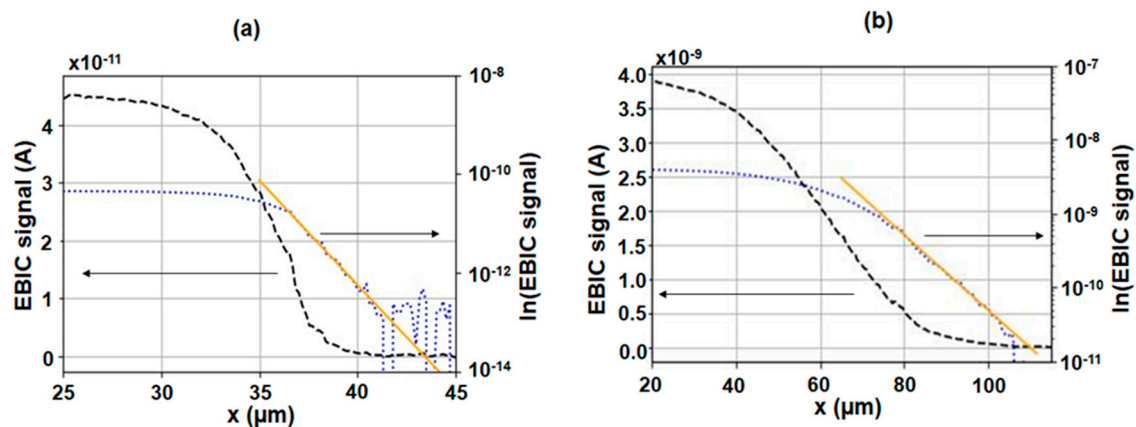 (a)
x10⁻¹¹
4
3
2
1
0
EBIC signal (A)
25 30 35 40 45
x (µm)
10⁻⁸
10⁻¹⁰
10⁻¹²
10⁻¹⁴
ln(EBIC signal)
(b)
x10⁻⁹
4.0
3.5
3.0
2.5
2.0
1.5
1.0
0.5
0.0
EBIC signal (A)
20 40 60 80 100
x (µm)
10⁻⁷
10⁻⁸
10⁻⁹
10⁻¹⁰
10⁻¹¹
ln(EBIC signal)